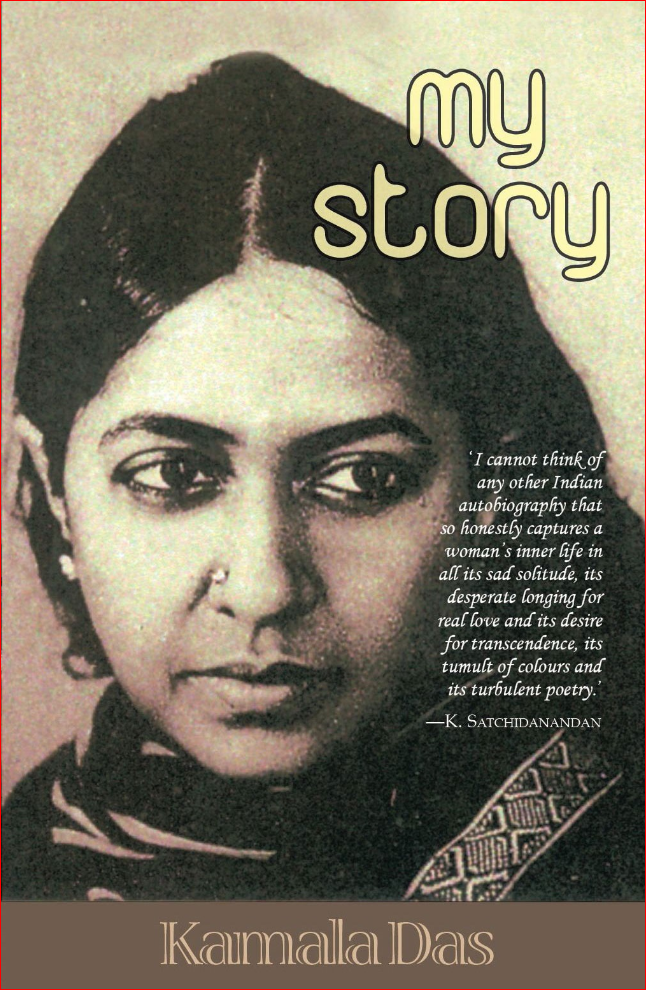 my
story
‘I cannot think of
any other Indian
autobiography that
so honestly captures a
woman’s inner life in
all its sad solitude, its
desperate longing for
real love and its desire
for transcendence, its
tumult of colours and
its turbulent poetry.’
—K. SATCHIDANANDAN
Kamala Das